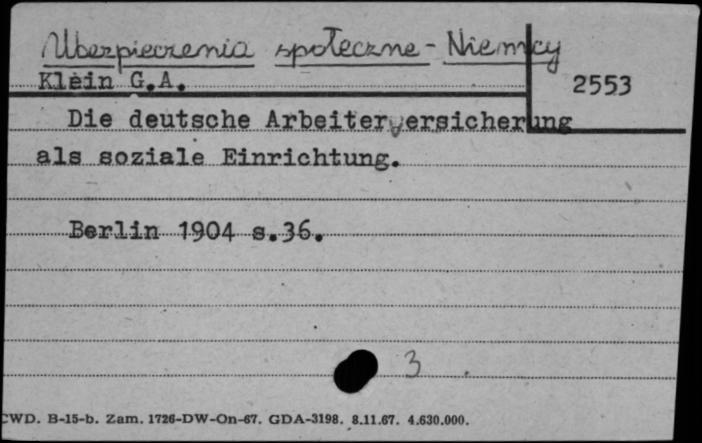 Ubezpieczenia społeczne - Niemcy
Klein G.A.
2553
Die deutsche Arbeiterversicherung
als soziale Einrichtung.
Berlin 1904 s.36.
3
CWD. B-15-b. Zam. 1726-DW-On-67. GDA-3198. 8.11.67. 4.630.000.